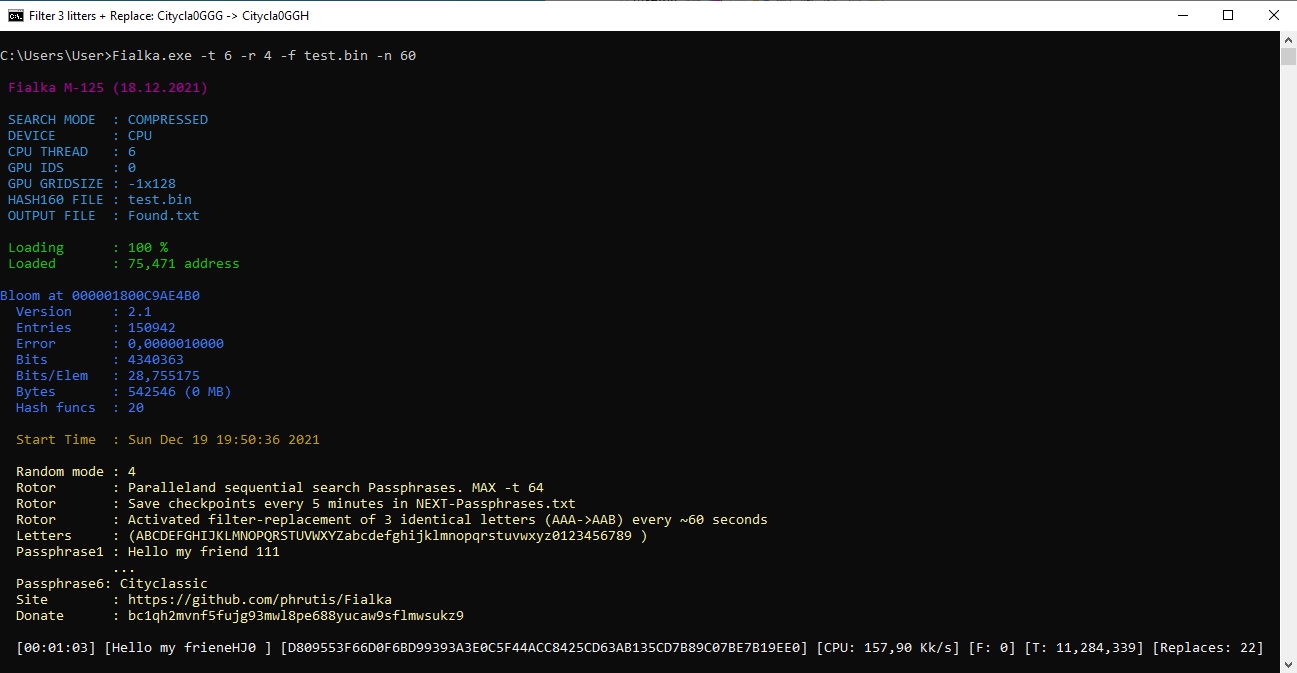 Filter 3 litters + Replace: Citycla0GGG -> Citycla0GGH
C:\Users\User>Fialka.exe -t 6 -r 4 -f test.bin -n 60
Fialka M-125 (18.12.2021)
SEARCH MODE : COMPRESSED
DEVICE : CPU
CPU THREAD : 6
GPU IDS : 0
GPU GRIDSIZE : -1x128
HASH160 FILE : test.bin
OUTPUT FILE : Found.txt
Loading : 100 %
Loaded : 75,471 address
Bloom at 000001800C9AE4B0
Version : 2.1
Entries : 150942
Error : 0,0000010000
Bits : 4340363
Bits/Elem : 28,755175
Bytes : 542546 (0 MB)
Hash funcs : 20
Start Time : Sun Dec 19 19:50:36 2021
Random mode : 4
Rotor : Paralleland sequential search Passphrases. MAX -t 64
Rotor : Save checkpoints every 5 minutes in NEXT-Passphrases.txt
Rotor : Activated filter-replacement of 3 identical letters (AAA->AAB) every ~60 seconds
Letters : (ABCDEFGHIJKLMNOPQRSTUVWXYZabcdefghijklmnopqrstuvwxyz0123456789 )
Passphrase1 : Hello my friend 111
...
Passphrase6: Cityclassic
Site : https://github.com/phrutis/Fialka
Donate : bc1qh2mvnf5fujg93mwl8pe688yucaw9sflmwsukz9
[00:01:03] [Hello my frieneHJ0 ] [D809553F66D0F6BD99393A3E0C5F44ACC8425CD63AB135CD7B89C07BE7B19EE0] [CPU: 157,90 Kk/s] [F: 0] [T: 11,284,339] [Replaces: 22]